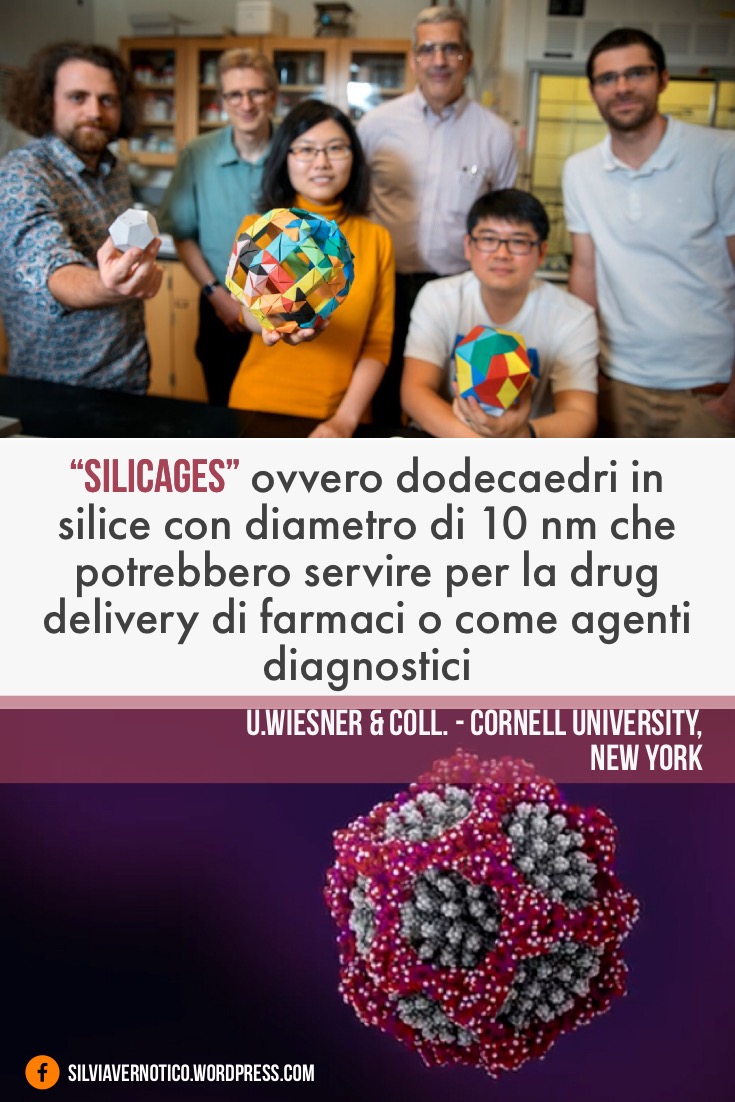 “SILICAGES” ovvero dodecaedri in
silice con diametro di 10 nm che
potrebbero servire per la drug
delivery di farmaci o come agenti
diagnostici
U.WIESNER & COLL. - CORNELL UNIVERSITY,
NEW YORK
f SILVIAVERNOTICO.WORDPRESS.COM